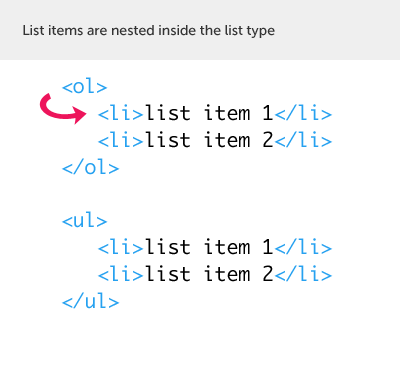 List items are nested inside the list type
<ol>
<li>list item 1</li>
<li>list item 2</li>
</ol>
<ul>
<li>list item 1</li>
<li>list item 2</li>
</ul>